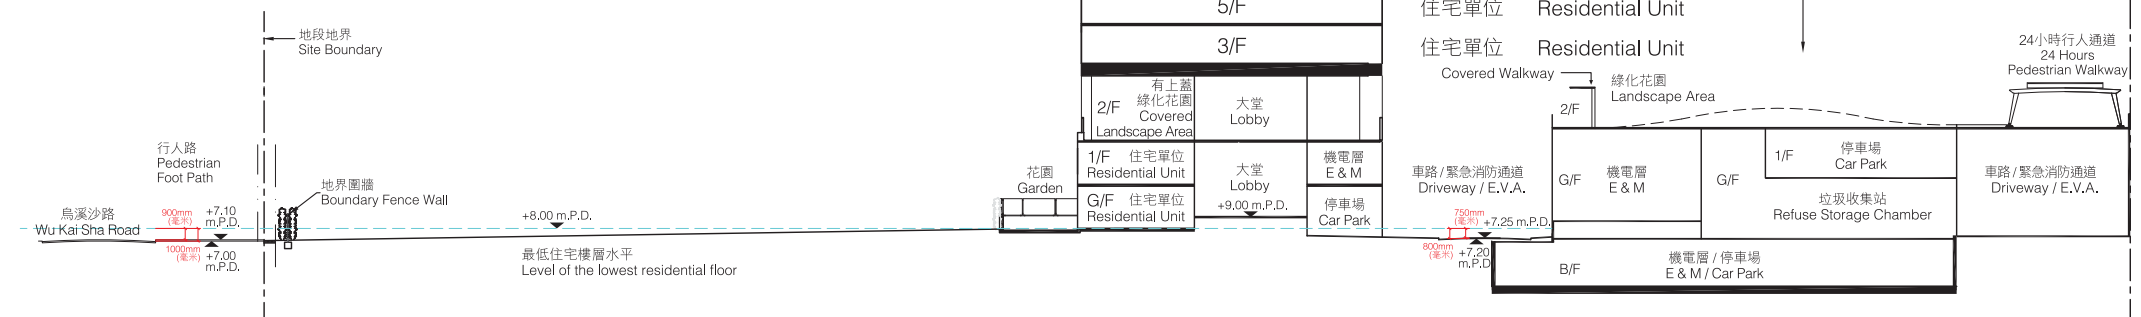 5/F
住宅單位 Residential Unit
3/F
住宅單位 Residential Unit
地段地界
Site Boundary
24小時行人通道
24 Hours
Pedestrian Walkway
Covered Walkway
綠化花園
Landscape Area
2/F
有上蓋
綠化花園
Covered
Landscape Area
大堂
Lobby
2/F
行人路
Pedestrian
Foot Path
地界圍牆
Boundary Fence Wall
花園
Garden
1/F 住宅單位
Residential Unit
大堂
Lobby
機電層
E & M
車路/緊急消防通道
Driveway / E.V.A.
G/F
機電層
E & M
G/F
1/F
停車場
Car Park
車路/緊急消防通道
Driveway / E.V.A.
烏溪沙路
Wu Kai Sha Road
900mm
(毫米)
+7.10
m.P.D.
1000mm
(毫米)
+7.00
m.P.D.
+8.00 m.P.D.
G/F 住宅單位
Residential Unit
+9.00 m.P.D.
停車場
Car Park
750mm
(毫米)
+7.25 m.P.D.
800mm
(毫米)
+7.20
m.P.D
垃圾收集站
Refuse Storage Chamber
最低住宅樓層水平
Level of the lowest residential floor
B/F
機電層 / 停車場
E & M / Car Park